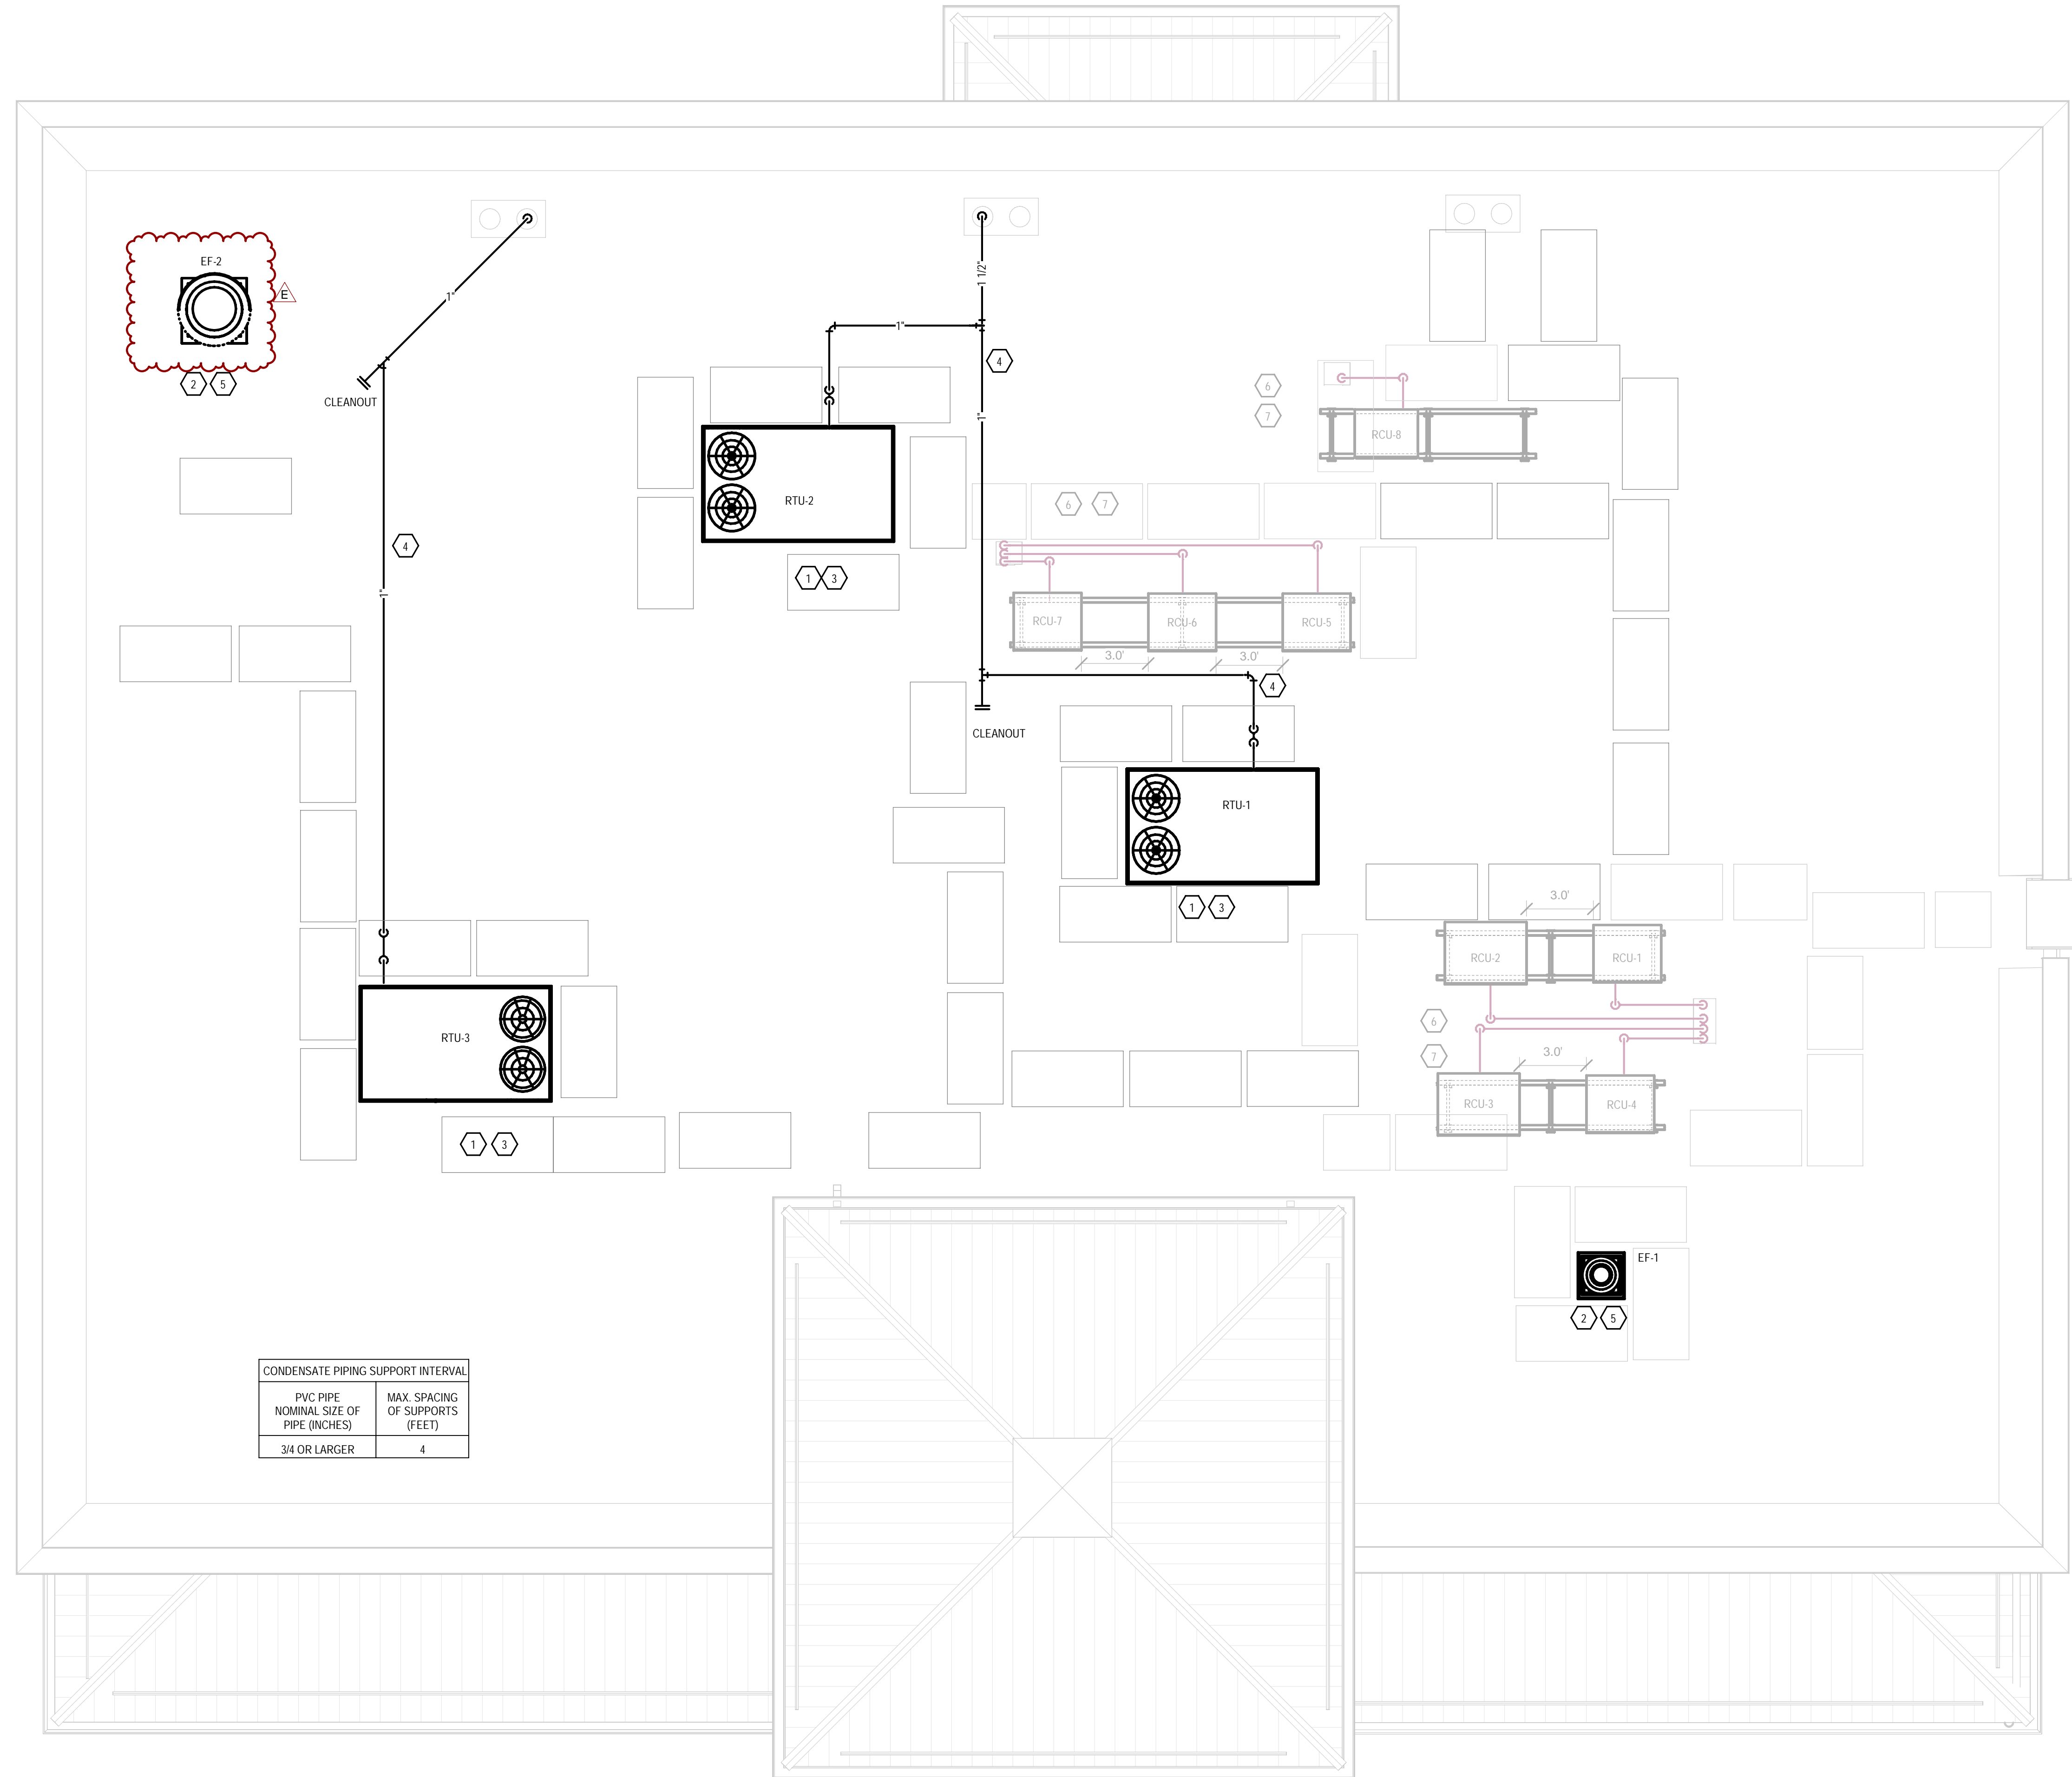 EF-2
E
2 5
1"
CLEANOUT
4
1"
1 1/2"
1"
4
1"
RTU-2
1 3
6
7
RCU-8
6 7
RCU-7
RCU-6
RCU-5
3.0'
3.0'
4
CLEANOUT
RTU-1
1 3
3.0'
RCU-2
RCU-1
6
7
3.0'
RCU-3
RCU-4
RTU-3
1 3
EF-1
2 5
CONDENSATE PIPING SUPPORT INTERVAL
PVC PIPE
NOMINAL SIZE OF
PIPE (INCHES)
MAX. SPACING
OF SUPPORTS
(FEET)
3/4 OR LARGER
4